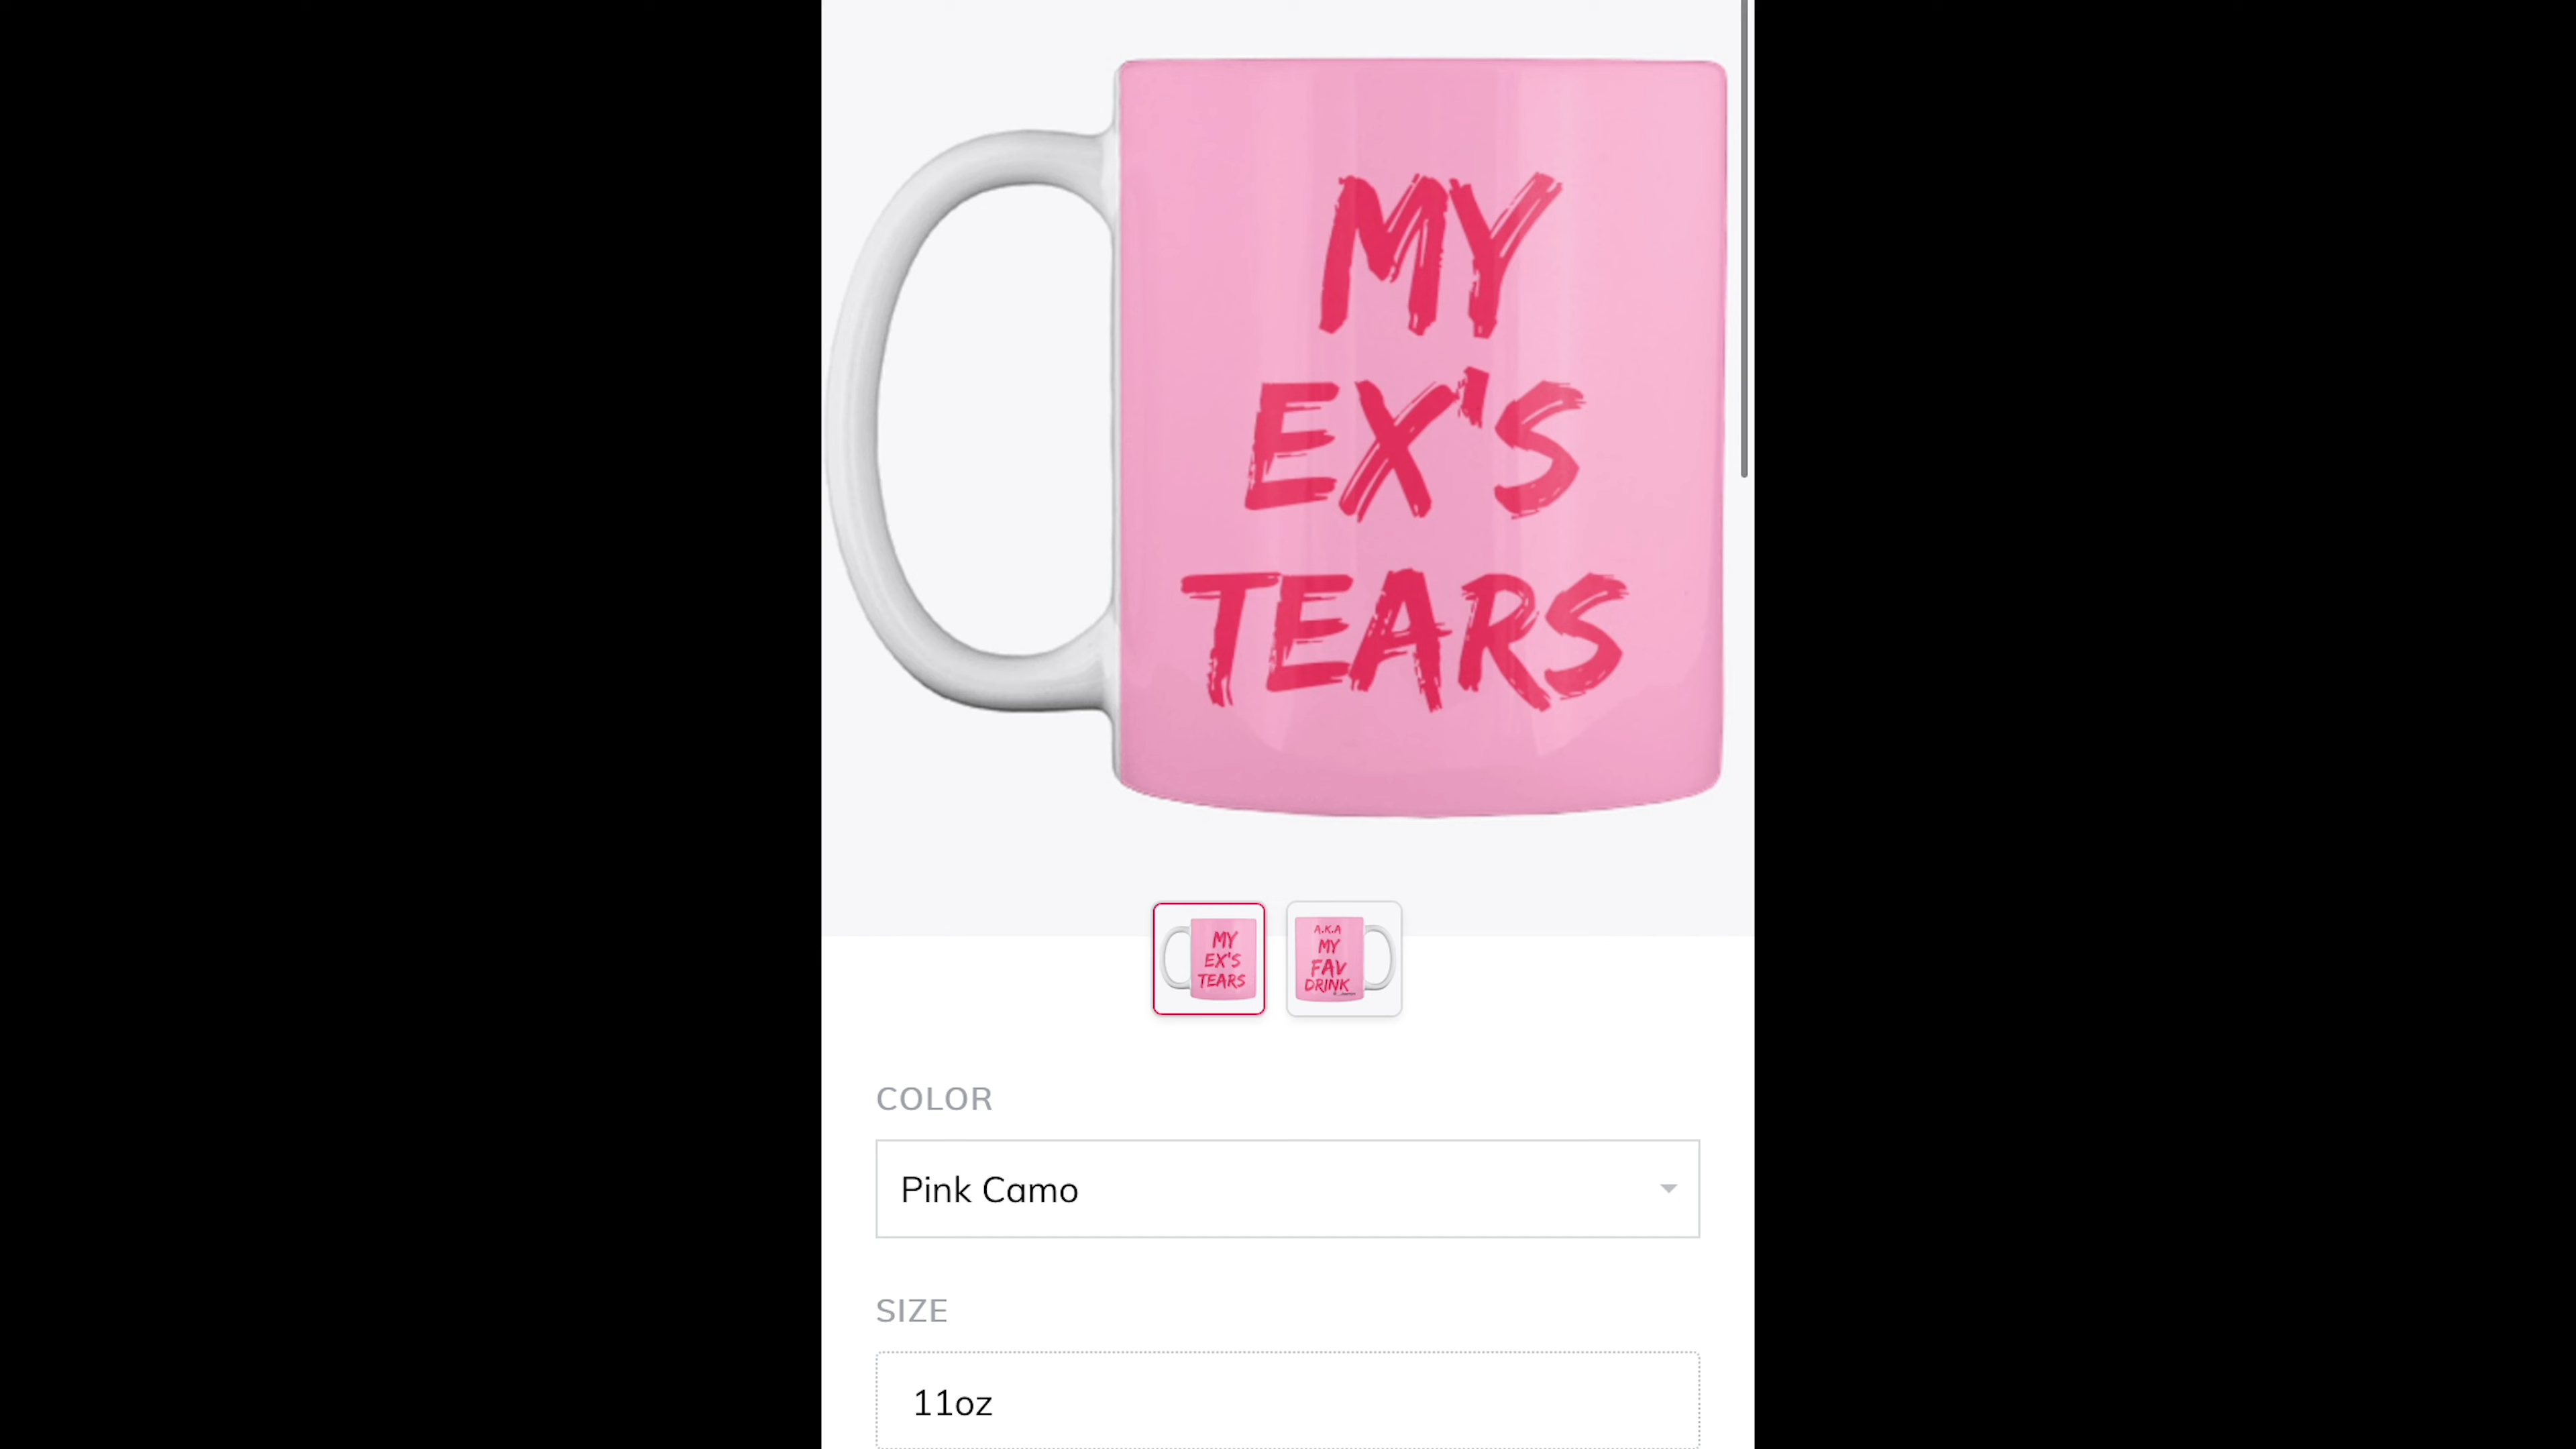 MY
EX'S
TEARS
MY
EX'S
TEARS
A.K.A
MY
FAV
DRINK
COLOR
Pink Camo
SIZE
11oz